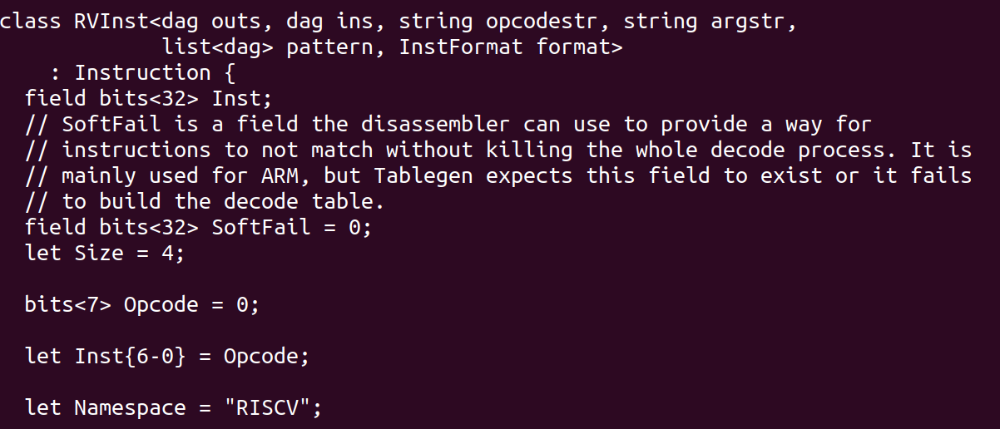 class RVInst<dag outs, dag ins, string opcodestr, string argstr,
             list<dag> pattern, InstFormat format>
    : Instruction {
  field bits<32> Inst;
  // SoftFail is a field the disassembler can use to provide a way for
  // instructions to not match without killing the whole decode process. It is
  // mainly used for ARM, but Tablegen expects this field to exist or it fails
  // to build the decode table.
  field bits<32> SoftFail = 0;
  let Size = 4;

  bits<7> Opcode = 0;

  let Inst{6-0} = Opcode;

  let Namespace = "RISCV";